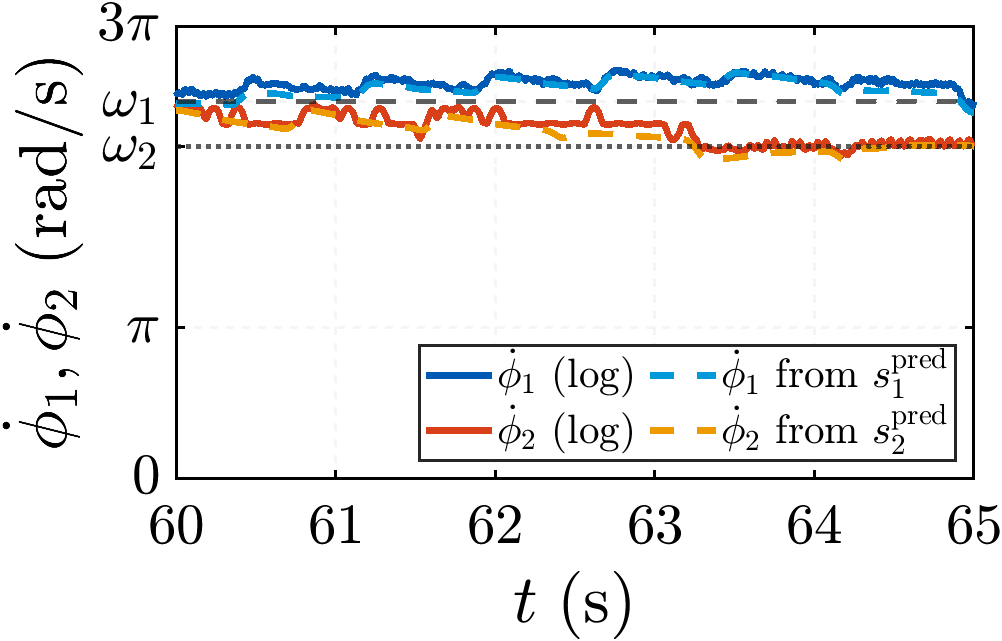 3π
ω₁
ω₂
π
0
60 61 62 63 64 65
t (s)
φ̇₁, φ̇₂ (rad/s)
φ̇₁ (log) φ̇₁ from s₁ᵖʳᵉᵈ
φ̇₂ (log) φ̇₂ from s₂ᵖʳᵉᵈ